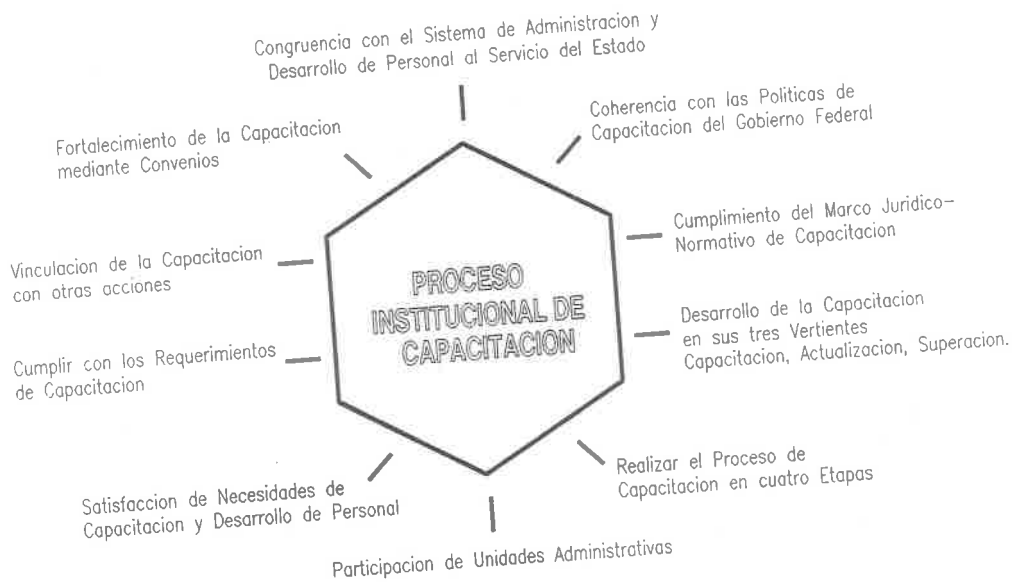 Congruencia con el Sistema de Administracion y
Desarrollo de Personal al Servicio del Estado
Coherencia con las Politicas de
Capacitacion del Gobierno Federal
Cumplimiento del Marco Juridico-
Normativo de Capacitacion
Desarrollo de la Capacitacion
en sus tres Vertientes
Capacitacion, Actualizacion, Superacion.
Realizar el Proceso de
Capacitacion en cuatro Etapas
Participacion de Unidades Administrativas
Satisfaccion de Necesidades de
Capacitacion y Desarrollo de Personal
Cumplir con los Requerimientos
de Capacitacion
Vinculacion de la Capacitacion
con otras acciones
Fortalecimiento de la Capacitacion
mediante Convenios
PROCESO
INSTITUCIONAL DE
CAPACITACION